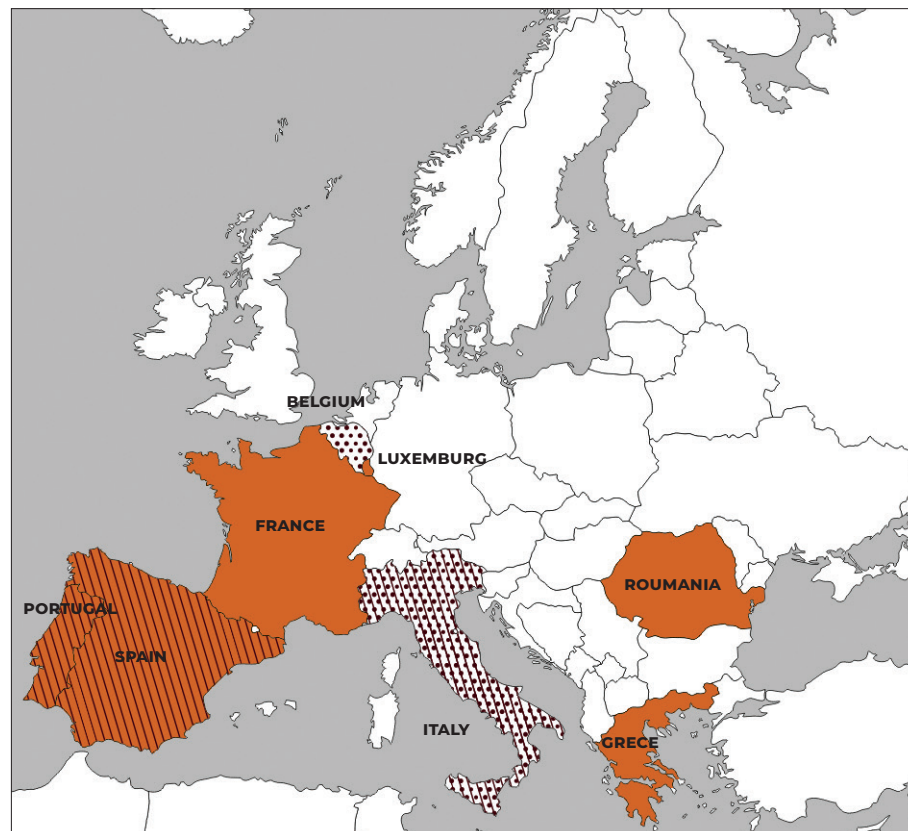 BELGIUM
LUXEMBURG
FRANCE
ROUMANIA
PORTUGAL
SPAIN
ITALY
GRECE